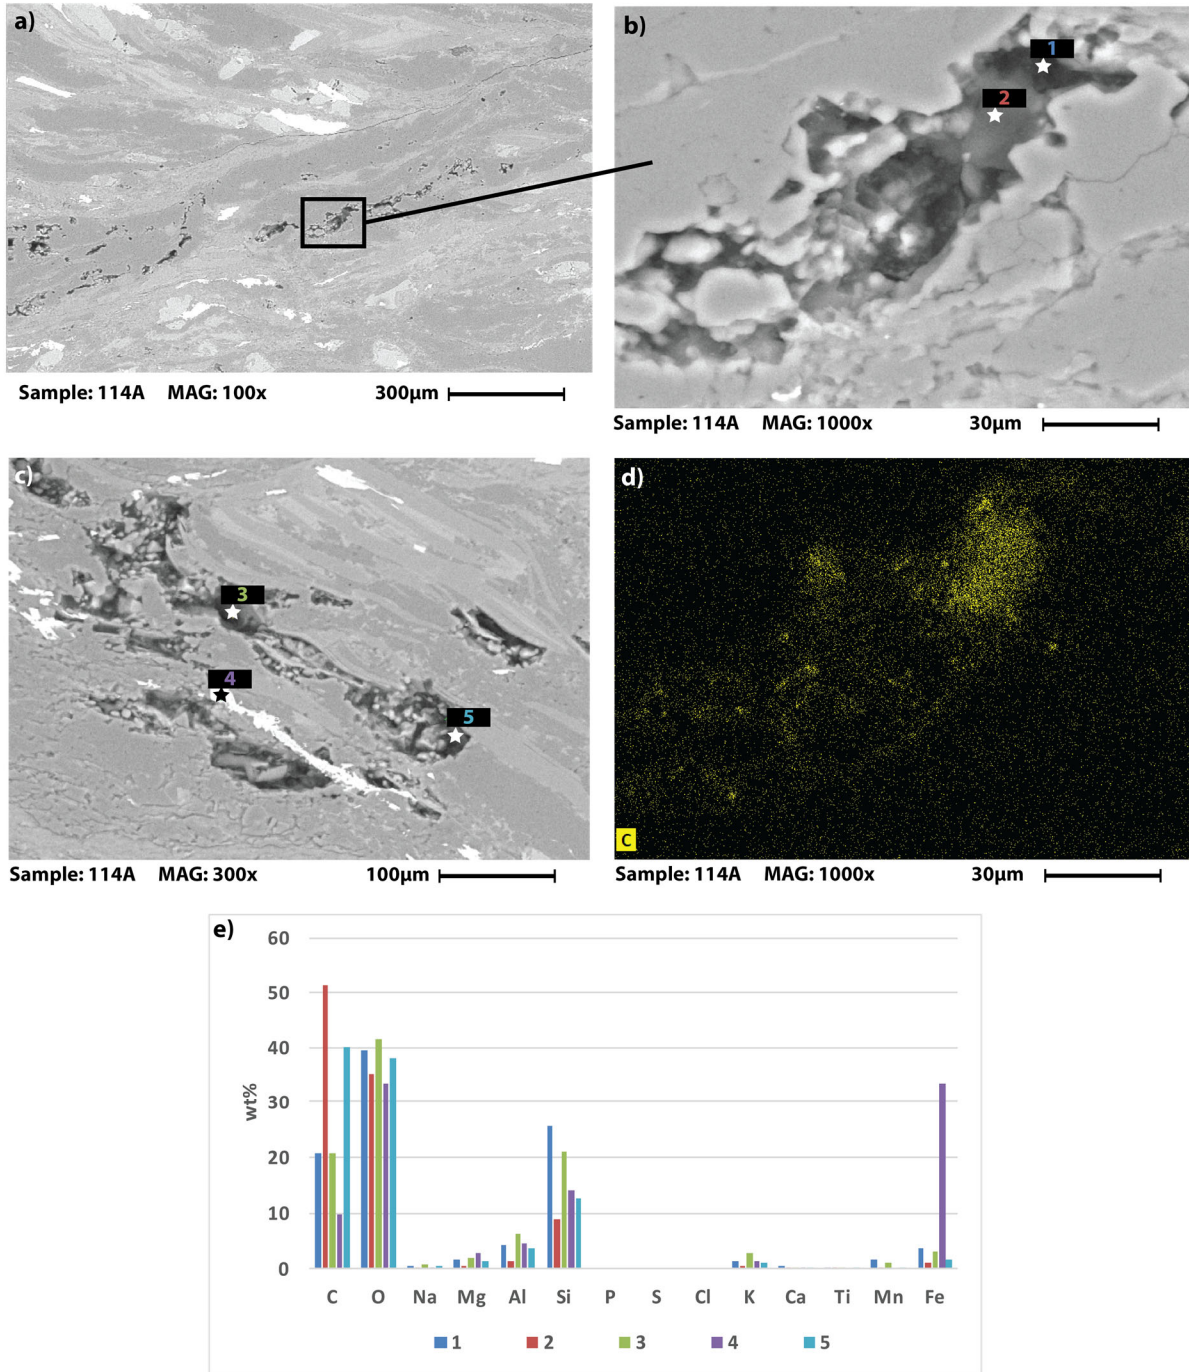 a)
Sample: 114A MAG: 100x 300µm
b)
1
2
Sample: 114A MAG: 1000x 30µm
c)
3
4
5
Sample: 114A MAG: 300x 100µm
d)
C
Sample: 114A MAG: 1000x 30µm
e)
60
50
40
30
20
10
0
wt%
C O Na Mg Al Si P S Cl K Ca Ti Mn Fe
1 2 3 4 5